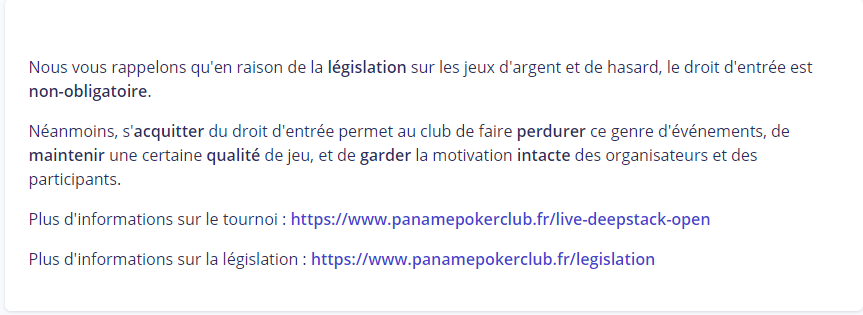 Nous vous rappelons qu'en raison de la législation sur les jeux d'argent et de hasard, le droit d'entrée est
non-obligatoire.
Néanmoins, s'acquitter du droit d'entrée permet au club de faire perdurer ce genre d'événements, de
maintenir une certaine qualité de jeu, et de garder la motivation intacte des organisateurs et des
participants.
Plus d'informations sur le tournoi : https://www.panamepokerclub.fr/live-deepstack-open
Plus d'informations sur la législation : https://www.panamepokerclub.fr/legislation